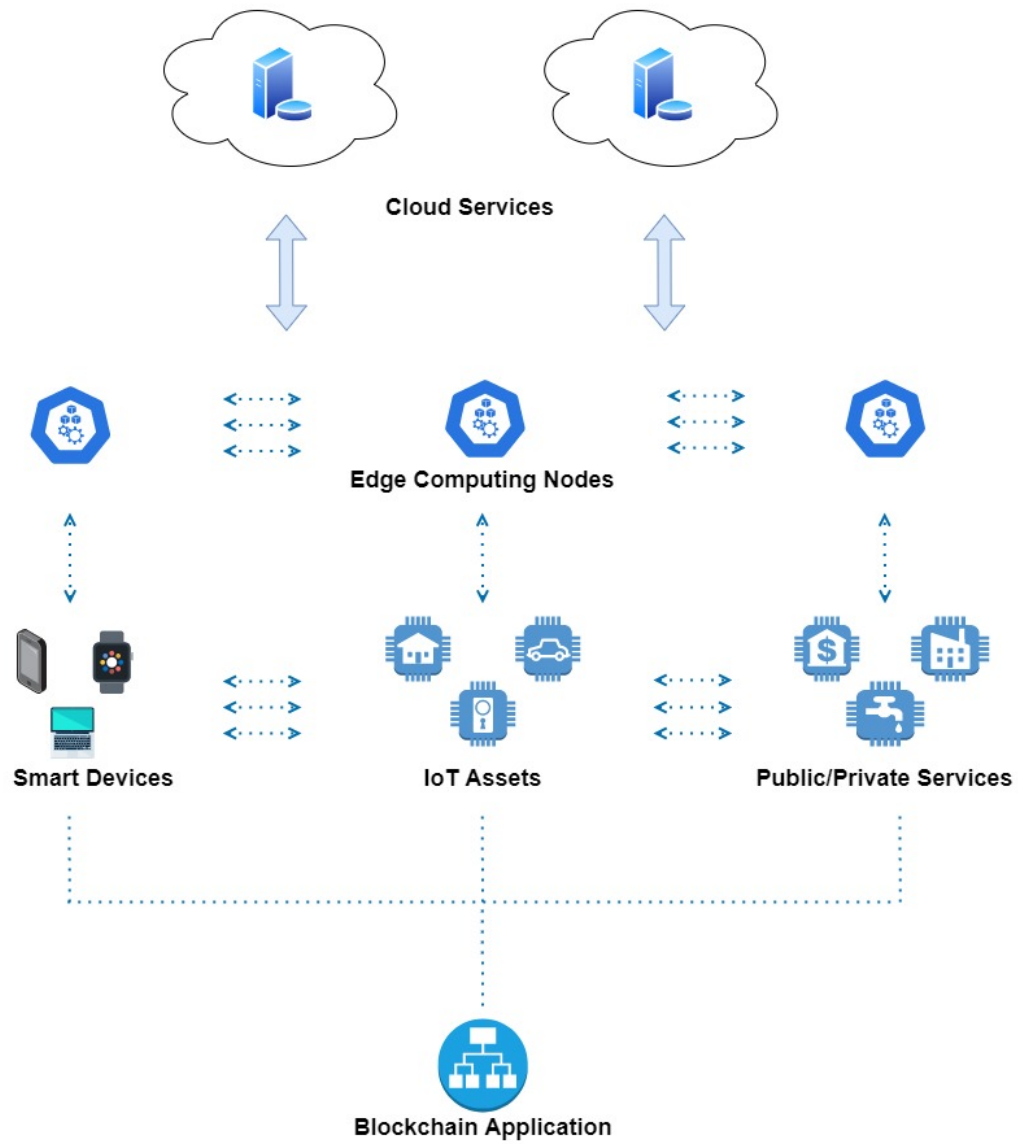 Cloud Services
Edge Computing Nodes
$
Smart Devices
IoT Assets
Public/Private Services
Blockchain Application